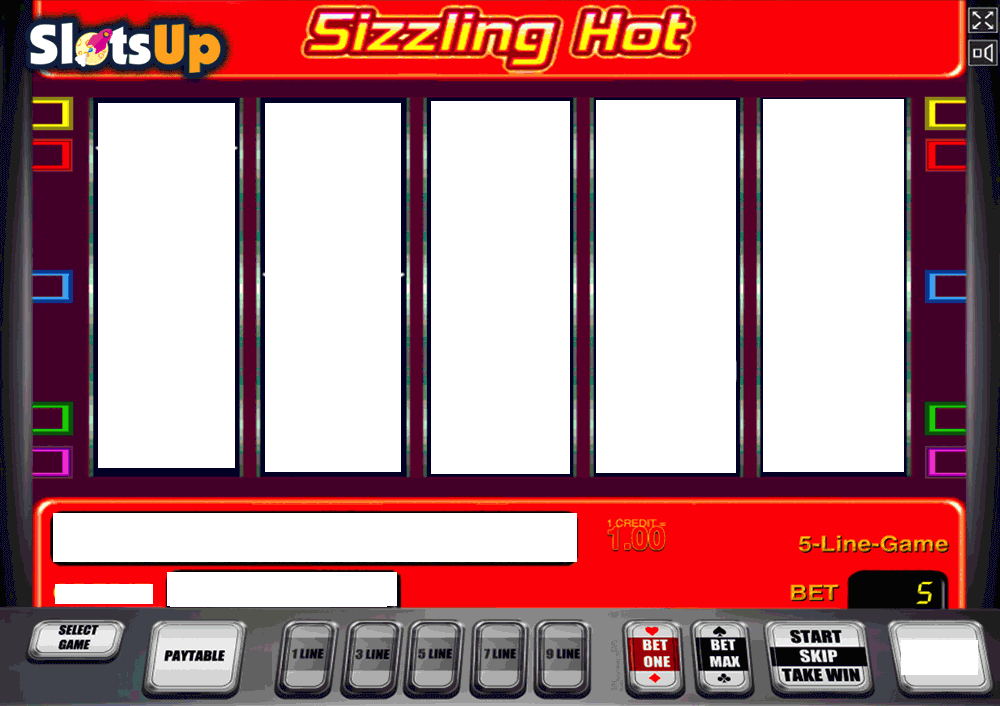 SlotsUp
Sizzling Hot
1 CREDIT =
1.00
5-Line-Game
BET 5
SELECT
GAME
PAYTABLE
1 LINE
3 LINE
5 LINE
7 LINE
9 LINE
BET
ONE
BET
MAX
START
SKIP
TAKE WIN